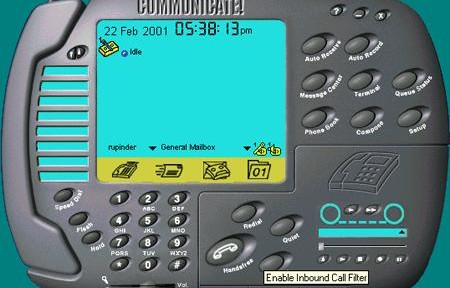 COMMUNICATE!
22 Feb 2001 05:38:13pm
Idle
Auto Receive
Auto Record
Message Center
Terminal
Queue Status
Phone Book
Compose
Setup
rupinder General Mailbox
01
Speed Dial
Flash
Hold
1 2 3
ABC DEF
4 5 6
GHI JKL MNO
7 8 9
PQRS TUV WXYZ
* 0 #
Redial
Quiet
Handsfree
Vol.
Enable Inbound Call Filter